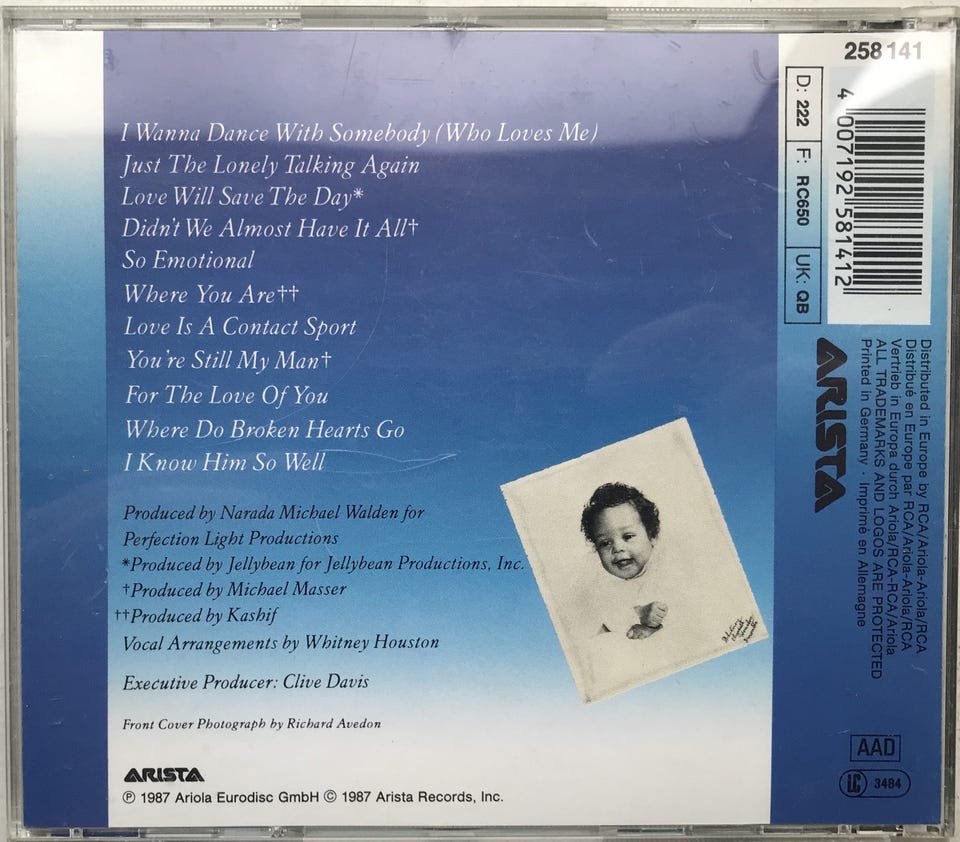 I Wanna Dance With Somebody (Who Loves Me)
Just The Lonely Talking Again
Love Will Save The Day*
Didn't We Almost Have It All†
So Emotional
Where You Are††
Love Is A Contact Sport
You're Still My Man†
For The Love Of You
Where Do Broken Hearts Go
I Know Him So Well
Produced by Narada Michael Walden for
Perfection Light Productions
*Produced by Jellybean for Jellybean Productions, Inc.
†Produced by Michael Masser
††Produced by Kashif
Vocal Arrangements by Whitney Houston
Executive Producer: Clive Davis
Front Cover Photograph by Richard Avedon
ARISTA
℗ 1987 Ariola Eurodisc GmbH © 1987 Arista Records, Inc.
258 141
4 007192 581412
D: 222 F: RC650 UK: QB
ARISTA
Distributed in Europe by RCA/Ariola-Ariola/RCA
Distribué en Europe par RCA/Ariola-Ariola/RCA
Vertrieb in Europa durch Ariola/RCA-RCA/Ariola
ALL TRADEMARKS AND LOGOS ARE PROTECTED
Printed in Germany · Imprimé en Allemagne
AAD
LC 3484